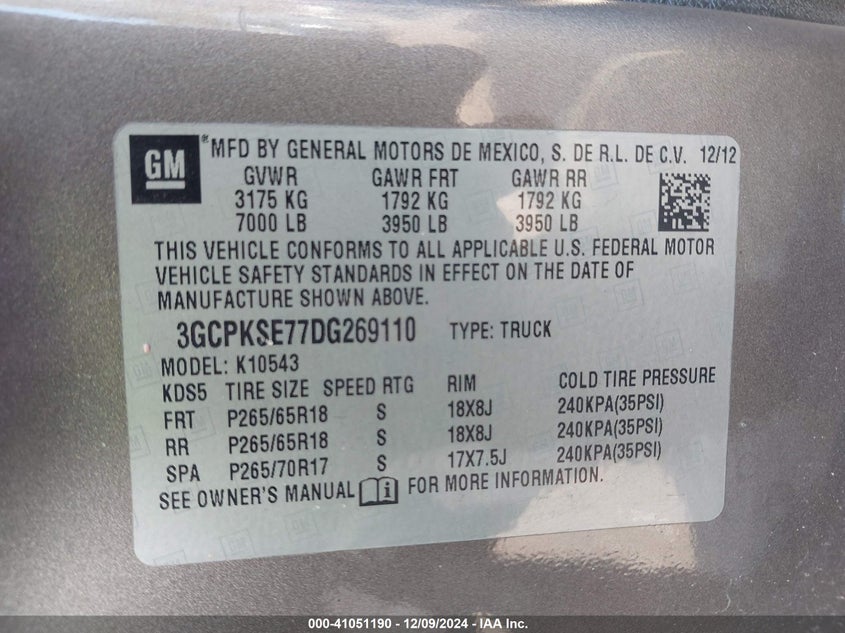 GM ® MFD BY GENERAL MOTORS DE MEXICO, S. DE R.L. DE C.V. 12/12
GVWR GAWR FRT GAWR RR
3175 KG 1792 KG 1792 KG
7000 LB 3950 LB 3950 LB
THIS VEHICLE CONFORMS TO ALL APPLICABLE U.S. FEDERAL MOTOR
VEHICLE SAFETY STANDARDS IN EFFECT ON THE DATE OF
MANUFACTURE SHOWN ABOVE.
3GCPKSE77DG269110 TYPE: TRUCK
MODEL: K10543
KDS5 TIRE SIZE SPEED RTG RIM COLD TIRE PRESSURE
FRT P265/65R18 S 18X8J 240KPA(35PSI)
RR P265/65R18 S 18X8J 240KPA(35PSI)
SPA P265/70R17 S 17X7.5J 240KPA(35PSI)
SEE OWNER'S MANUAL i FOR MORE INFORMATION.
000-41051190 - 12/09/2024 - IAA Inc.